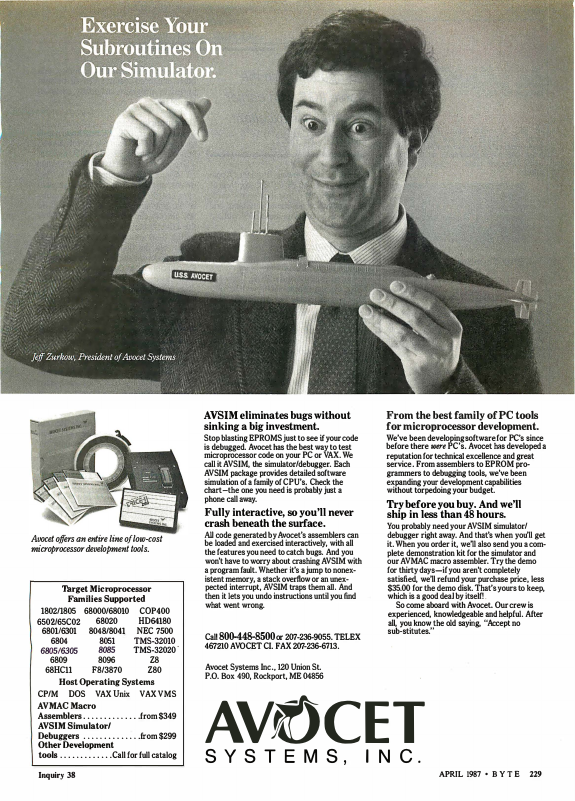 Exercise Your
Subroutines On
Our Simulator.
U.S.S. AVOCET
Jeff Zurkow, President of Avocet Systems
Avocet offers an entire line of low-cost
microprocessor development tools.
Target Microprocessor
Families Supported
1802/1805 68000/68010 COP400
6502/65C02 68020 HD64180
6801/6301 8048/8041 NEC 7500
6804 8051 TMS-32010
6805/6305 8085 TMS-32020
6809 8096 Z8
68HC11 F8/3870 Z80
Host Operating Systems
CP/M DOS VAX Unix VAX VMS
AVMAC Macro
Assemblers . . . . . . . . . . . . . from $349
AVSIM Simulator/
Debuggers . . . . . . . . . . . . . from $299
Other Development
tools . . . . . . . . . . . . Call for full catalog
AVSIM eliminates bugs without
sinking a big investment.
Stop blasting EPROMS just to see if your code
is debugged. Avocet has the best way to test
microprocessor code on your PC or VAX. We
call it AVSIM, the simulator/debugger. Each
AVSIM package provides detailed software
simulation of a family of CPU's. Check the
chart—the one you need is probably just a
phone call away.
Fully interactive, so you'll never
crash beneath the surface.
All code generated by Avocet's assemblers can
be loaded and exercised interactively, with all
the features you need to catch bugs. And you
won't have to worry about crashing AVSIM with
a program fault. Whether it's a jump to nonex-
istent memory, a stack overflow or an unex-
pected interrupt, AVSIM traps them all. And
then it lets you undo instructions until you find
what went wrong.
Call 800-448-8500 or 207-236-9055. TELEX
467210 AVOCET CI. FAX 207-236-6713.
Avocet Systems Inc., 120 Union St.
P.O. Box 490, Rockport, ME 04856
From the best family of PC tools
for microprocessor development.
We've been developing software for PC's since
before there were PC's. Avocet has developed a
reputation for technical excellence and great
service. From assemblers to EPROM pro-
grammers to debugging tools, we've been
expanding your development capabilities
without torpedoing your budget.
Try before you buy. And we'll
ship in less than 48 hours.
You probably need your AVSIM simulator/
debugger right away. And that's when you'll get
it. When you order it, we'll also send you a com-
plete demonstration kit for the simulator and
our AVMAC macro assembler. Try the demo
for thirty days—if you aren't completely
satisfied, we'll refund your purchase price, less
$35.00 for the demo disk. That's yours to keep,
which is a good deal by itself!
So come aboard with Avocet. Our crew is
experienced, knowledgeable and helpful. After
all, you know the old saying, "Accept no
sub-stitutes."
AVOCET
SYSTEMS, INC.
Inquiry 38
APRIL 1987 • BYTE 229